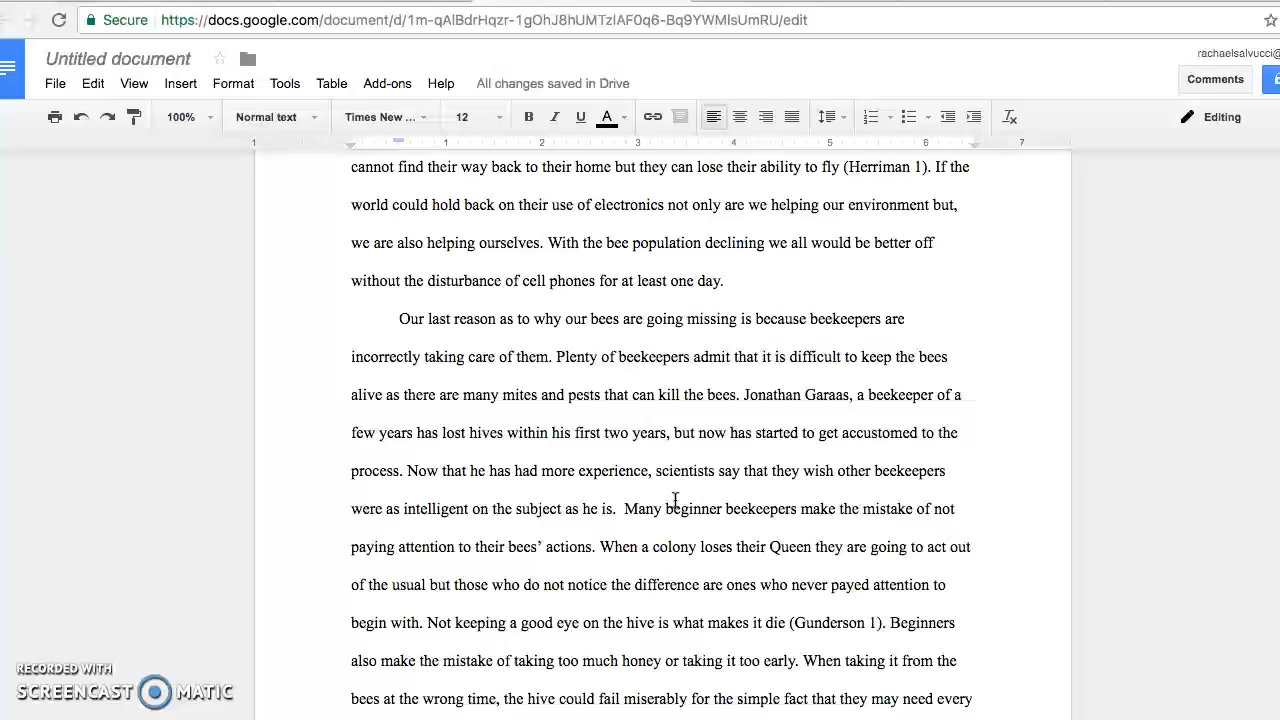 Secure https://docs.google.com/document/d/1m-qAlBdrHqzr-1gOhJ8hUMTzlAF0q6-Bq9YWMlsUmRU/edit
Untitled document
rachaelsalvucci@
File Edit View Insert Format Tools Table Add-ons Help All changes saved in Drive
Comments
100% Normal text Times New ... 12 B I U A Editing
1 1 2 3 4 5 6 7
cannot find their way back to their home but they can lose their ability to fly (Herriman 1). If the
world could hold back on their use of electronics not only are we helping our environment but,
we are also helping ourselves. With the bee population declining we all would be better off
without the disturbance of cell phones for at least one day.
Our last reason as to why our bees are going missing is because beekeepers are
incorrectly taking care of them. Plenty of beekeepers admit that it is difficult to keep the bees
alive as there are many mites and pests that can kill the bees. Jonathan Garaas, a beekeeper of a
few years has lost hives within his first two years, but now has started to get accustomed to the
process. Now that he has had more experience, scientists say that they wish other beekeepers
were as intelligent on the subject as he is.  Many beginner beekeepers make the mistake of not
paying attention to their bees’ actions. When a colony loses their Queen they are going to act out
of the usual but those who do not notice the difference are ones who never payed attention to
begin with. Not keeping a good eye on the hive is what makes it die (Gunderson 1). Beginners
also make the mistake of taking too much honey or taking it too early. When taking it from the
bees at the wrong time, the hive could fail miserably for the simple fact that they may need every
RECORDED WITH
SCREENCAST MATIC